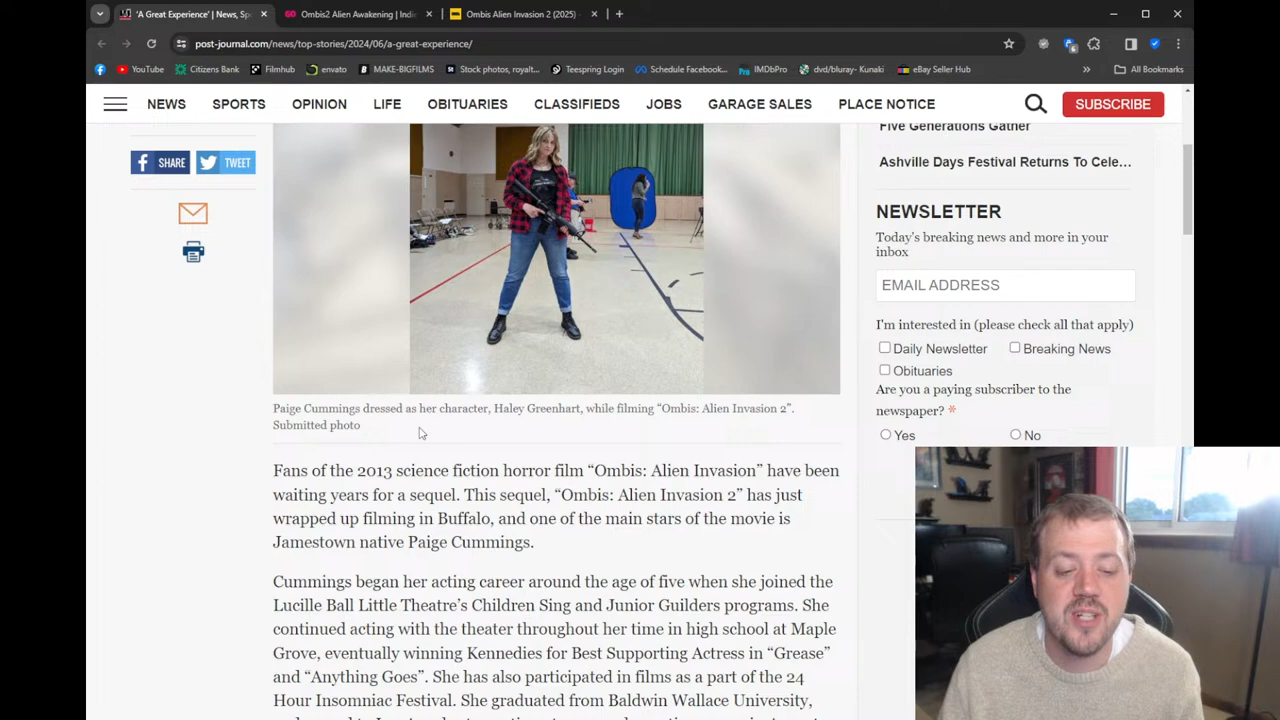 'A Great Experience' | News, Sp
Ombis2 Alien Awakening | Indie
Ombis Alien Invasion 2 (2025) -
post-journal.com/news/top-stories/2024/06/a-great-experience/
YouTube
Citizens Bank
Filmhub
envato
MAKE-BIGFILMS
Stock photos, royalt...
Teespring Login
Schedule Facebook...
IMDbPro
dvd/bluray- Kunaki
eBay Seller Hub
»
All Bookmarks
NEWS
SPORTS
OPINION
LIFE
OBITUARIES
CLASSIFIEDS
JOBS
GARAGE SALES
PLACE NOTICE
SUBSCRIBE
SHARE
TWEET
Paige Cummings dressed as her character, Haley Greenhart, while filming “Ombis: Alien Invasion 2”.
Submitted photo
Fans of the 2013 science fiction horror film “Ombis: Alien Invasion” have been
waiting years for a sequel. This sequel, “Ombis: Alien Invasion 2” has just
wrapped up filming in Buffalo, and one of the main stars of the movie is
Jamestown native Paige Cummings.
Cummings began her acting career around the age of five when she joined the
Lucille Ball Little Theatre’s Children Sing and Junior Guilders programs. She
continued acting with the theater throughout her time in high school at Maple
Grove, eventually winning Kennedies for Best Supporting Actress in “Grease”
and “Anything Goes”. She has also participated in films as a part of the 24
Hour Insomniac Festival. She graduated from Baldwin Wallace University,
Five Generations Gather
Ashville Days Festival Returns To Cele...
NEWSLETTER
Today's breaking news and more in your
inbox
EMAIL ADDRESS
I'm interested in (please check all that apply)
Daily Newsletter
Breaking News
Obituaries
Are you a paying subscriber to the
newspaper? *
Yes
No